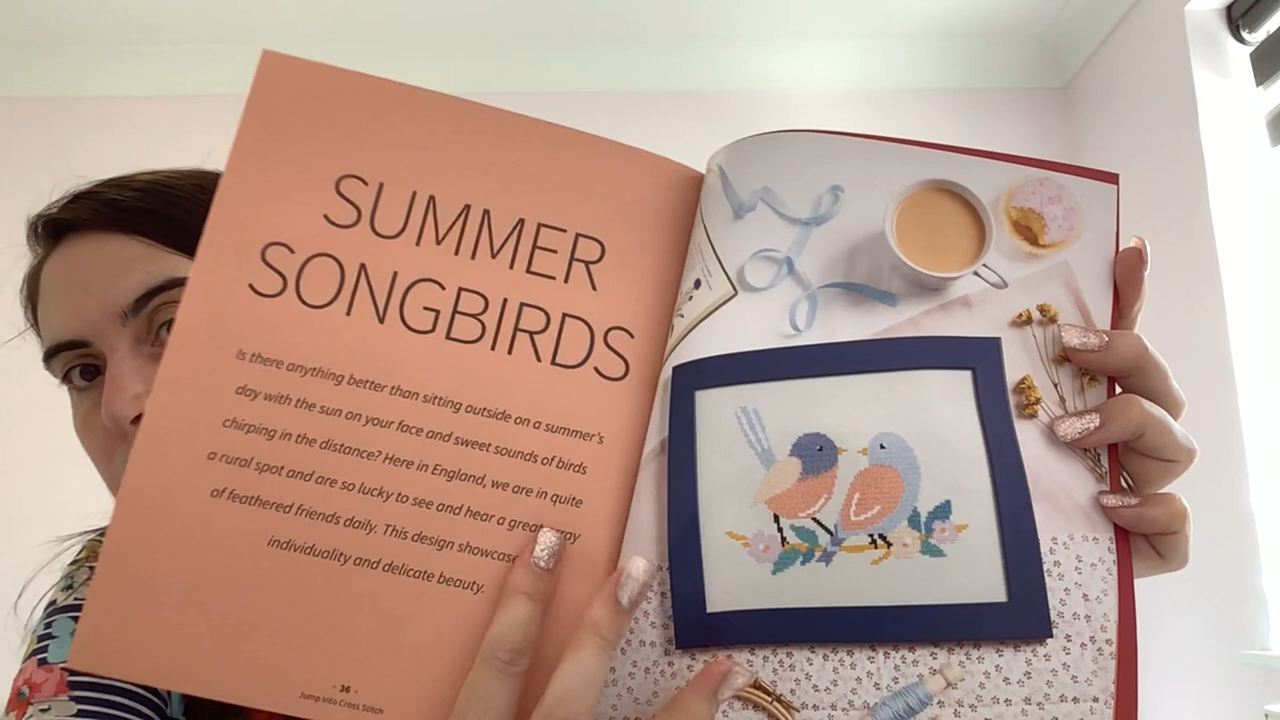 SUMMER
SONGBIRDS
Is there anything better than sitting outside on a summer's
day with the sun on your face and sweet sounds of birds
chirping in the distance? Here in England, we are in quite
a rural spot and are so lucky to see and hear a great
of feathered friends daily. This design
individuality and delicate beauty.
36
Jump Into Cross Stitch